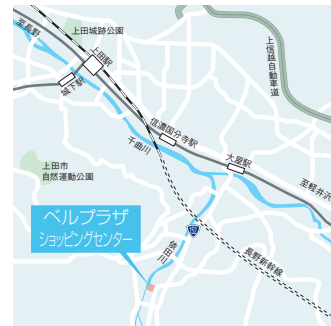 至長野
上田城跡公園
上田駅
城下駅
上信越自動車道
信濃国分寺駅
千曲川
大屋駅
上田市
自然運動公園
至軽井沢
ベルプラザ
ショッピングセンター
依田川
長野新幹線